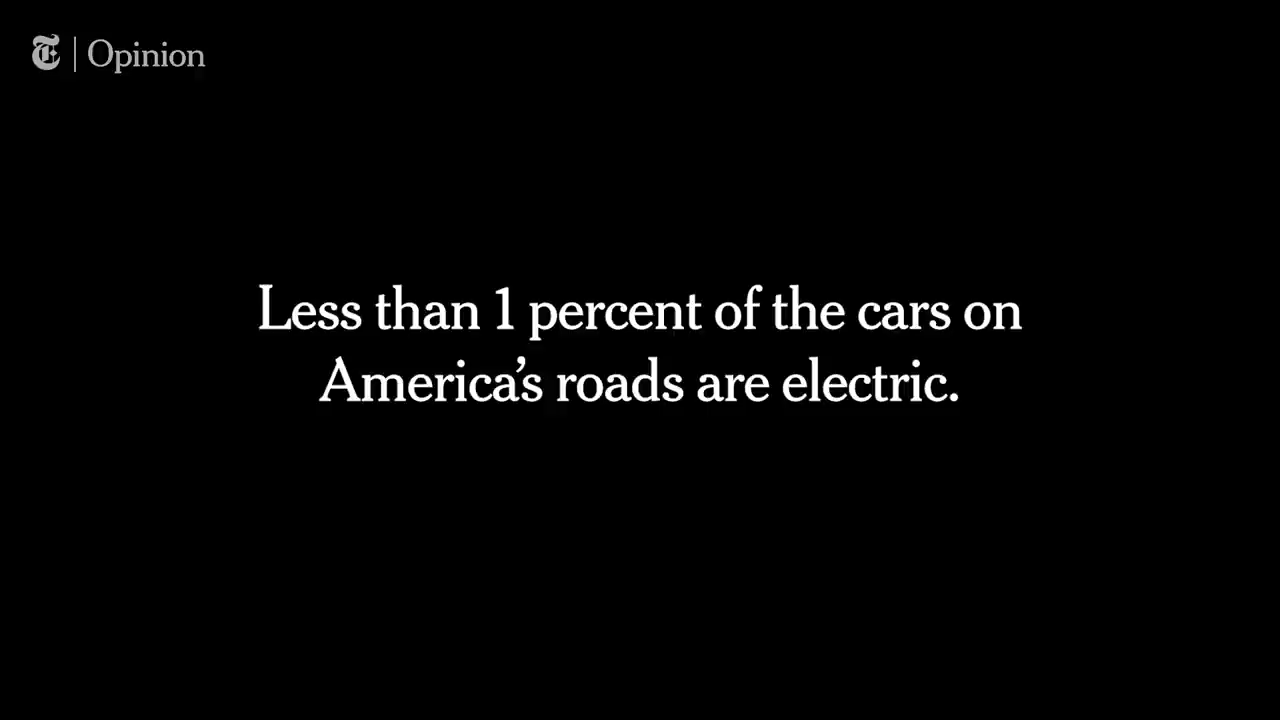 T | Opinion
Less than 1 percent of the cars on
America’s roads are electric.